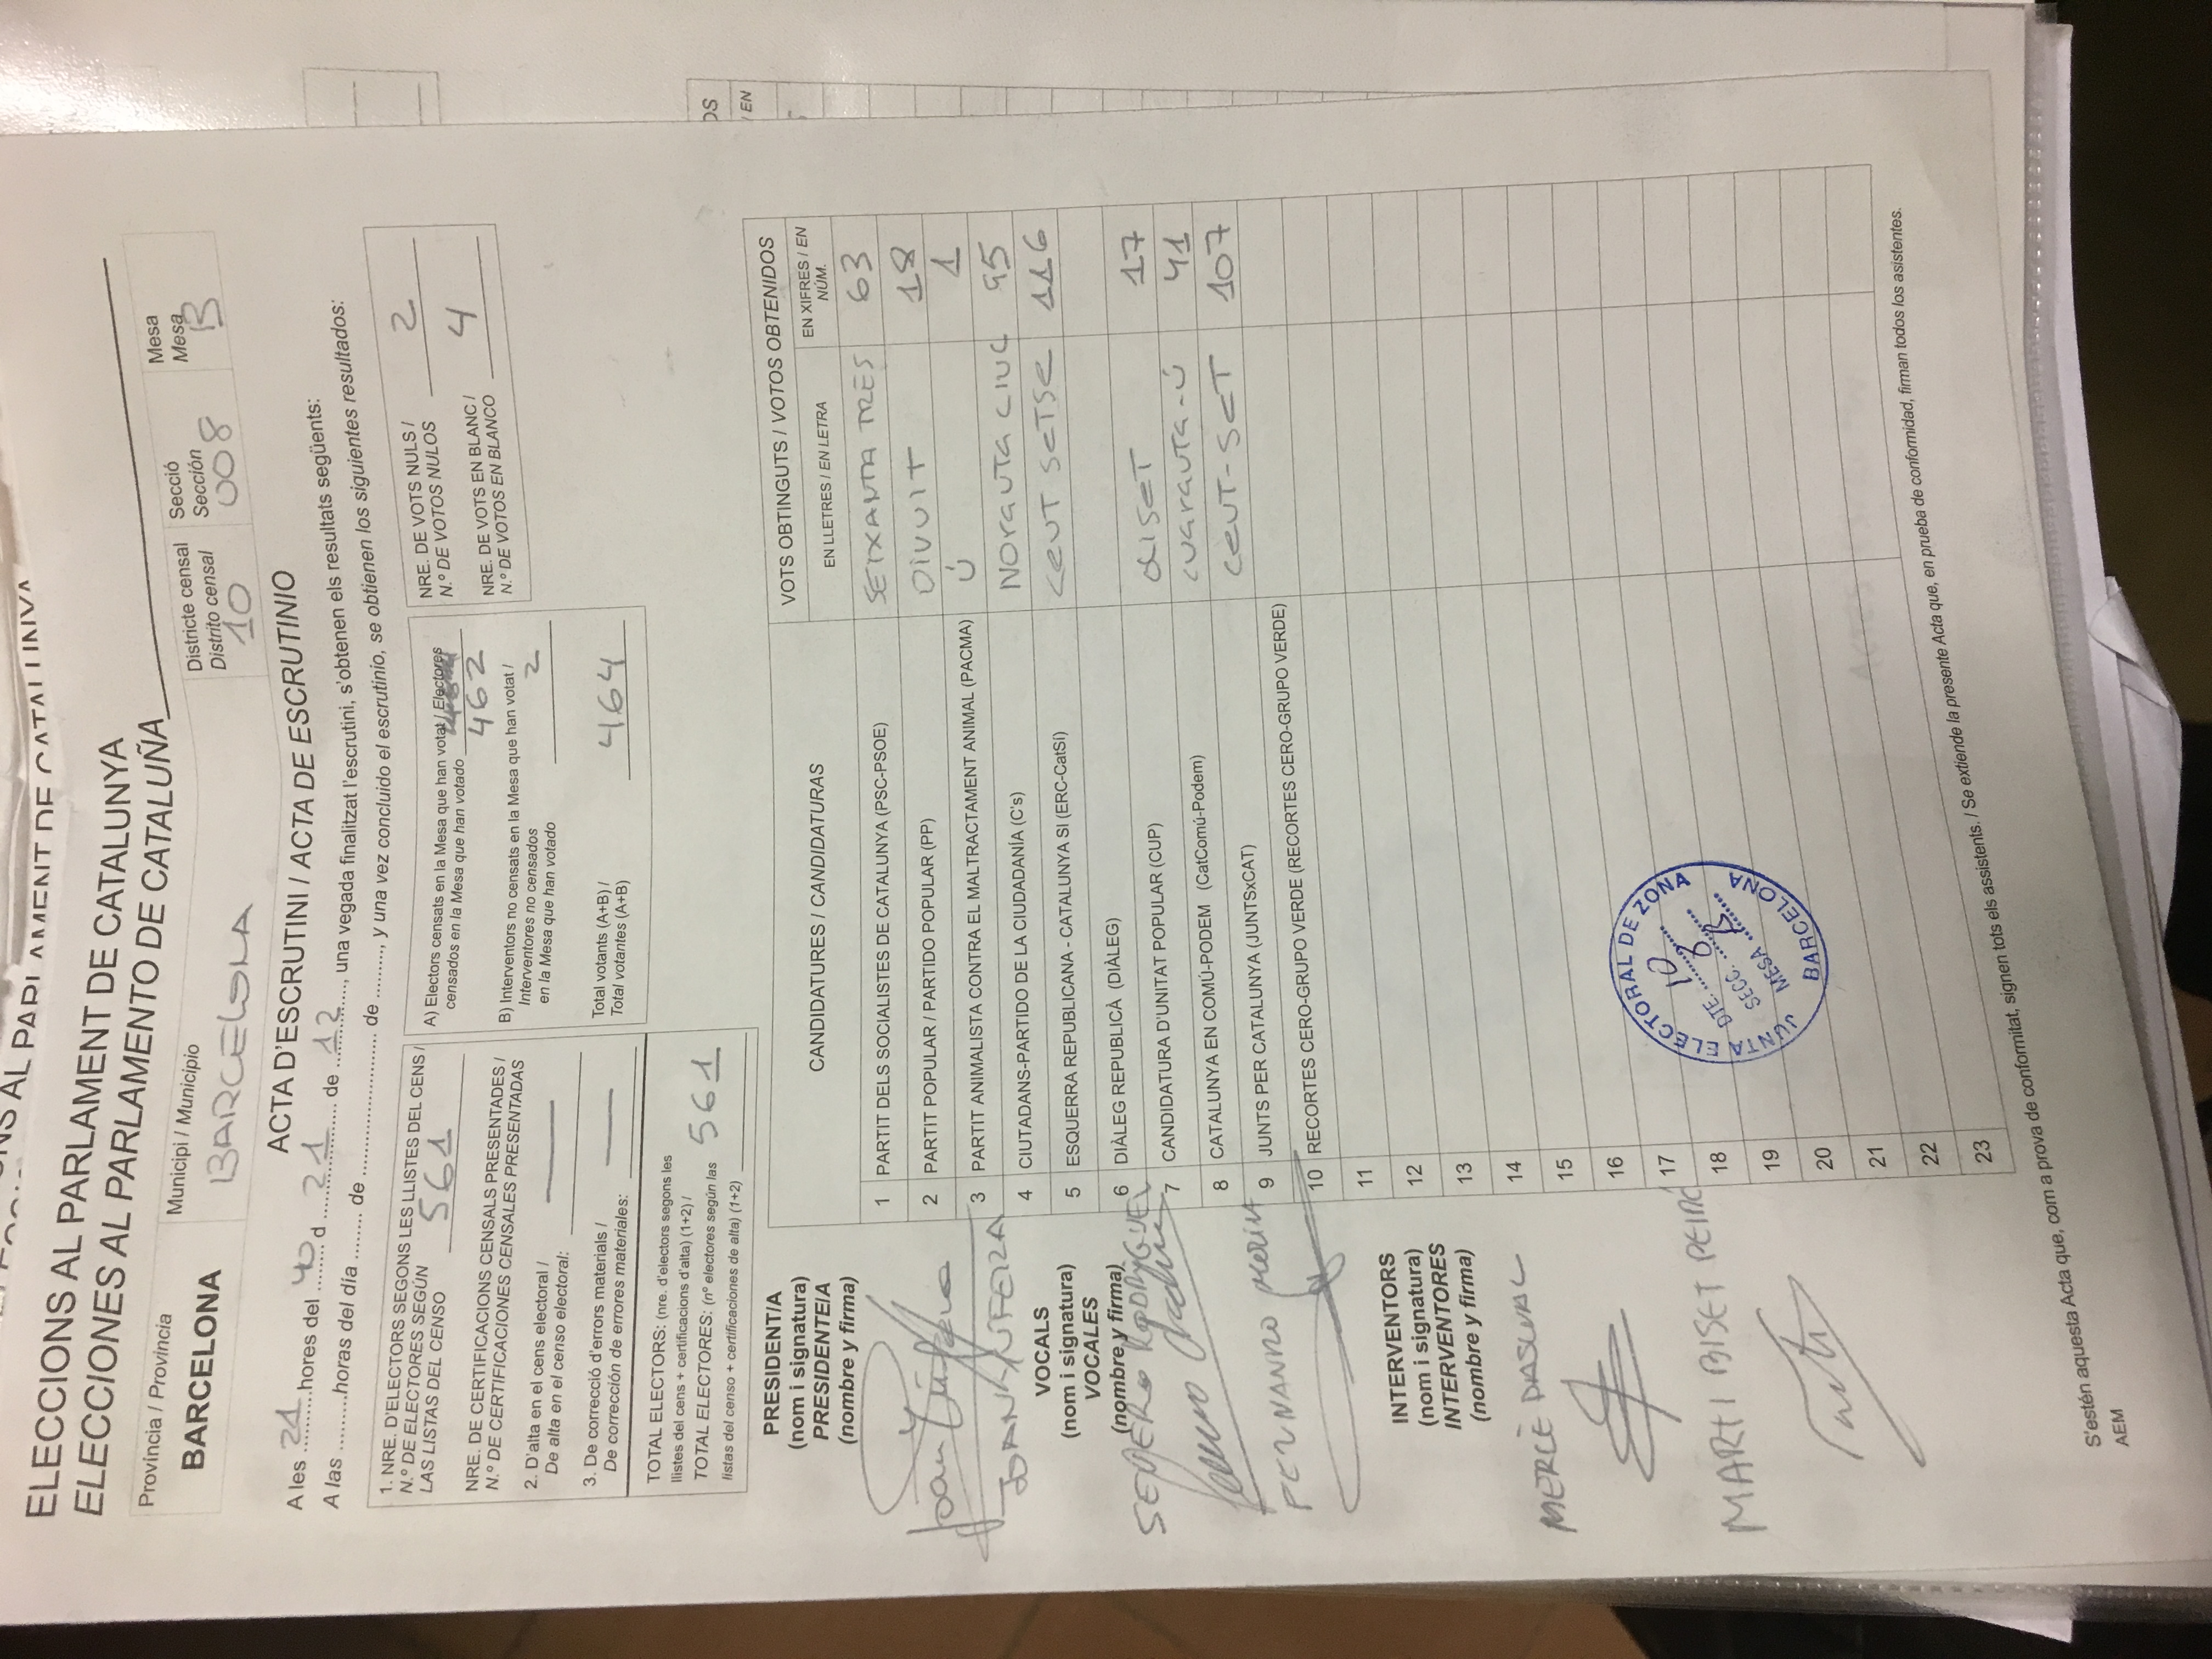 NS AL PARLAMENT DE CATALUNYA
ELECCIONS AL PARLAMENT DE CATALUNYA
ELECCIONES AL PARLAMENTO DE CATALUÑA
Província / Provincia
BARCELONA
Municipi / Municipio
BARCELONA
Districte censal
Distrito censal
10
Secció
Sección
008
Mesa
Mesa
B
ACTA D'ESCRUTINI / ACTA DE ESCRUTINIO
A les 21 hores del 40 d 21 de 12, una vegada finalitzat l'escrutini, s'obtenen els resultats següents:
A las .........horas del día ........ de ......................... de ........., y una vez concluido el escrutinio, se obtienen los siguientes resultados:
1. NRE. D'ELECTORS SEGONS LES LLISTES DEL CENS /
N.º DE ELECTORES SEGÚN
LAS LISTAS DEL CENSO 561
NRE. DE CERTIFICACIONS CENSALS PRESENTADES /
N.º DE CERTIFICACIONES CENSALES PRESENTADAS
2. D'alta en el cens electoral /
De alta en el censo electoral:
3. De correcció d'errors materials /
De corrección de errores materiales:
TOTAL ELECTORS: (nre. d'electors segons les
llistes del cens + certificacions d'alta) (1+2) /
TOTAL ELECTORES: (nº electores según las 561
listas del censo + certificaciones de alta) (1+2)
A) Electors censats en la Mesa que han votat / Electores
censados en la Mesa que han votado
462
B) Interventors no censats en la Mesa que han votat /
Interventores no censados
en la Mesa que han votado 2
Total votants (A+B) /
Total votantes (A+B) 464
NRE. DE VOTS NULS /
N.º DE VOTOS NULOS 2
NRE. DE VOTS EN BLANC /
N.º DE VOTOS EN BLANCO 4
PRESIDENT/A
(nom i signatura)
PRESIDENTE/A
(nombre y firma)
JOAN YÚFERA
VOCALS
(nom i signatura)
VOCALES
(nombre y firma)
SEVERO RODRIGUEZ
FERNANDO
INTERVENTORS
(nom i signatura)
INTERVENTORES
(nombre y firma)
MERCÈ PASCUAL
MARTI BISET PEIRÓ
CANDIDATURES / CANDIDATURAS
VOTS OBTINGUTS / VOTOS OBTENIDOS
EN LLETRES / EN LETRA
EN XIFRES / EN
NÚM.
1 PARTIT DELS SOCIALISTES DE CATALUNYA (PSC-PSOE) SEIXANTA TRES 63
2 PARTIT POPULAR / PARTIDO POPULAR (PP) DIVUIT 18
3 PARTIT ANIMALISTA CONTRA EL MALTRACTAMENT ANIMAL (PACMA) Ú 1
4 CIUTADANS-PARTIDO DE LA CIUDADANÍA (C's) NORANTA CINC 95
5 ESQUERRA REPUBLICANA - CATALUNYA SI (ERC-CatSí) CENT SETSE 116
6 DIÀLEG REPUBLICÀ (DIÀLEG)
7 CANDIDATURA D'UNITAT POPULAR (CUP) DISET 17
8 CATALUNYA EN COMÚ-PODEM (CatComú-Podem) CUARANTA-Ú 41
9 JUNTS PER CATALUNYA (JUNTSxCAT) CENT-SET 107
10 RECORTES CERO-GRUPO VERDE (RECORTES CERO-GRUPO VERDE)
11
12
13
14
15
16
17
18
19
20
21
22
23
JUNTA ELECTORAL DE ZONA
DTE. 10
SECC. 8
MESA B
BARCELONA
S'estén aquesta Acta que, com a prova de conformitat, signen tots els assistents. / Se extiende la presente Acta que, en prueba de conformidad, firman todos los asistentes.
AEM
OS
/ EN